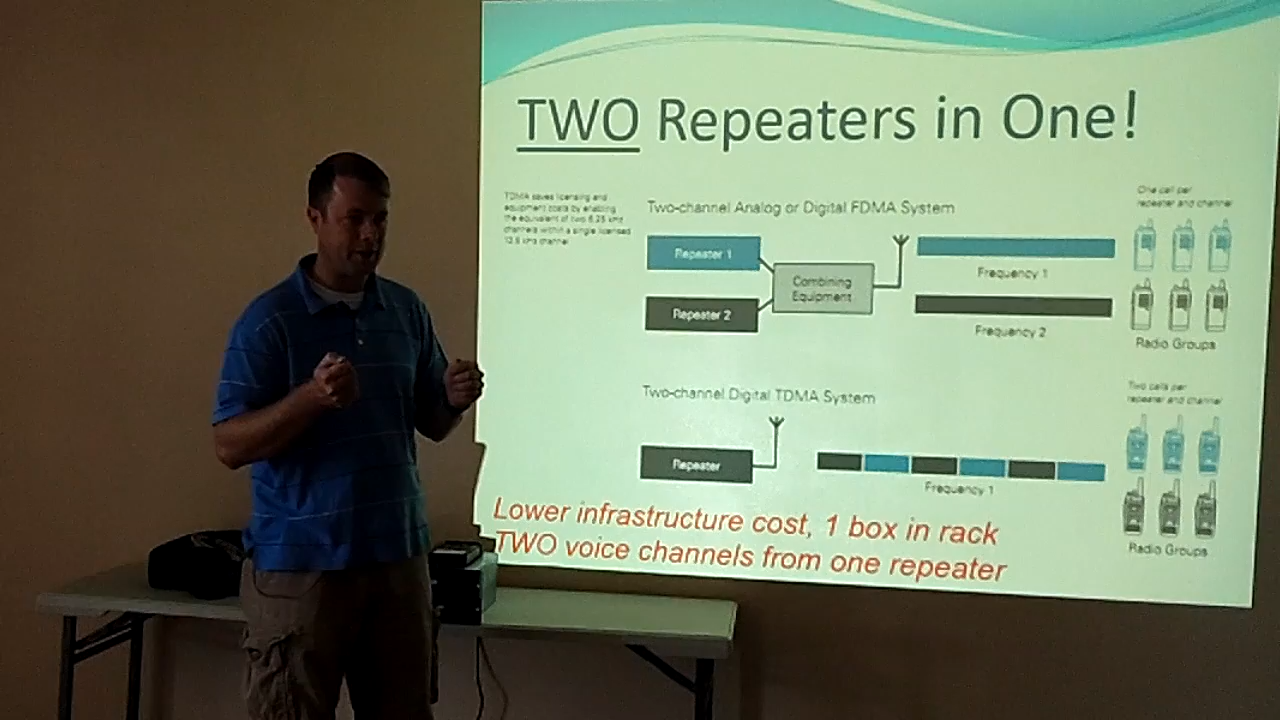 TWO Repeaters in One!
TDMA saves licensing and
equipment costs by enabling
the equivalent of two 6.25 kHz
channels within a single licensed
12.5 kHz channel
Two-channel Analog or Digital FDMA System
One call per
repeater and channel
Repeater 1
Combining
Equipment
Frequency 1
Repeater 2
Frequency 2
Radio Groups
Two-channel Digital TDMA System
Two calls per
repeater and channel
Repeater
Frequency 1
Lower infrastructure cost, 1 box in rack
TWO voice channels from one repeater
Radio Groups